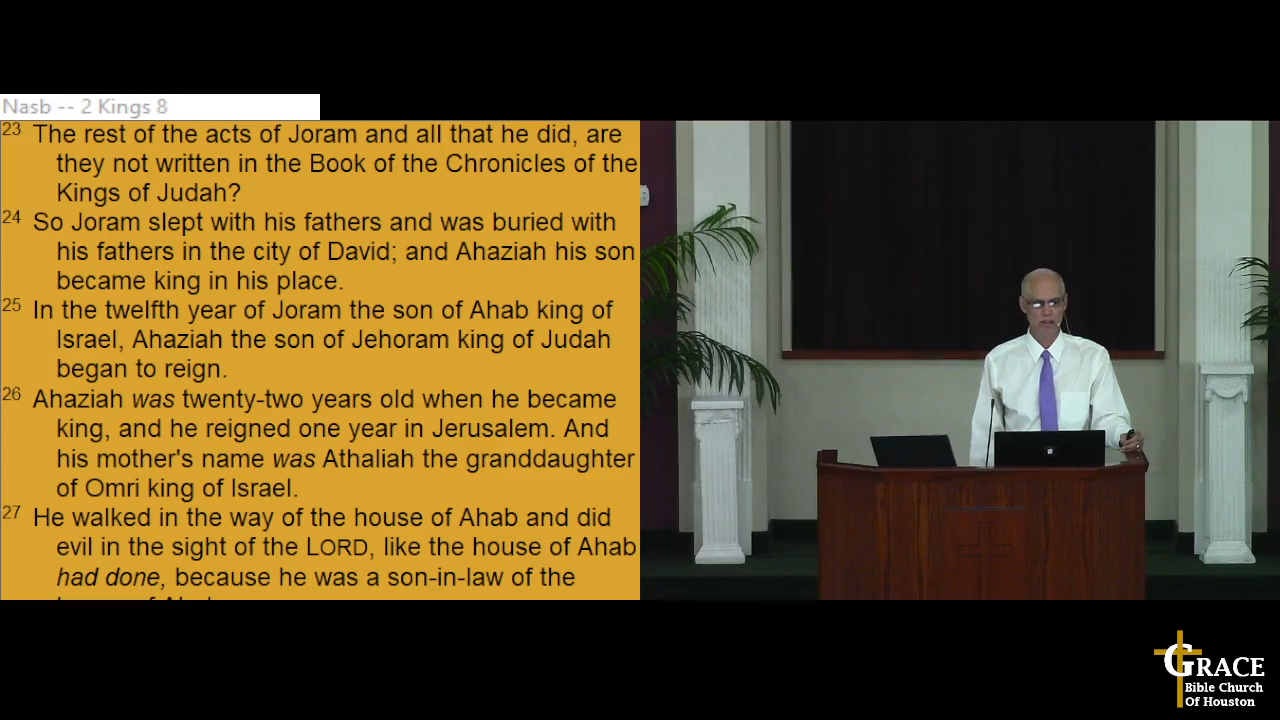 Nasb -- 2 Kings 8
23 The rest of the acts of Joram and all that he did, are
they not written in the Book of the Chronicles of the
Kings of Judah?
24 So Joram slept with his fathers and was buried with
his fathers in the city of David; and Ahaziah his son
became king in his place.
25 In the twelfth year of Joram the son of Ahab king of
Israel, Ahaziah the son of Jehoram king of Judah
began to reign.
26 Ahaziah was twenty-two years old when he became
king, and he reigned one year in Jerusalem. And
his mother's name was Athaliah the granddaughter
of Omri king of Israel.
27 He walked in the way of the house of Ahab and did
evil in the sight of the LORD, like the house of Ahab
had done, because he was a son-in-law of the
GRACE
Bible Church
Of Houston